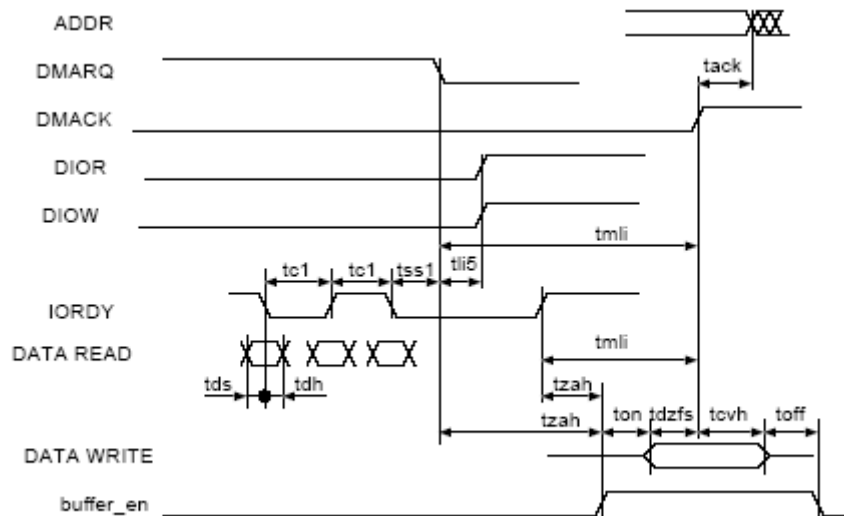 ADDR
DMARQ
tack
DMACK
DIOR
DIOW
tmli
tc1 tc1 tss1 tli5
IORDY
DATA READ
tmli
tds tdh
tzah
tzah ton tdzfs tcvh toff
DATA WRITE
buffer_en